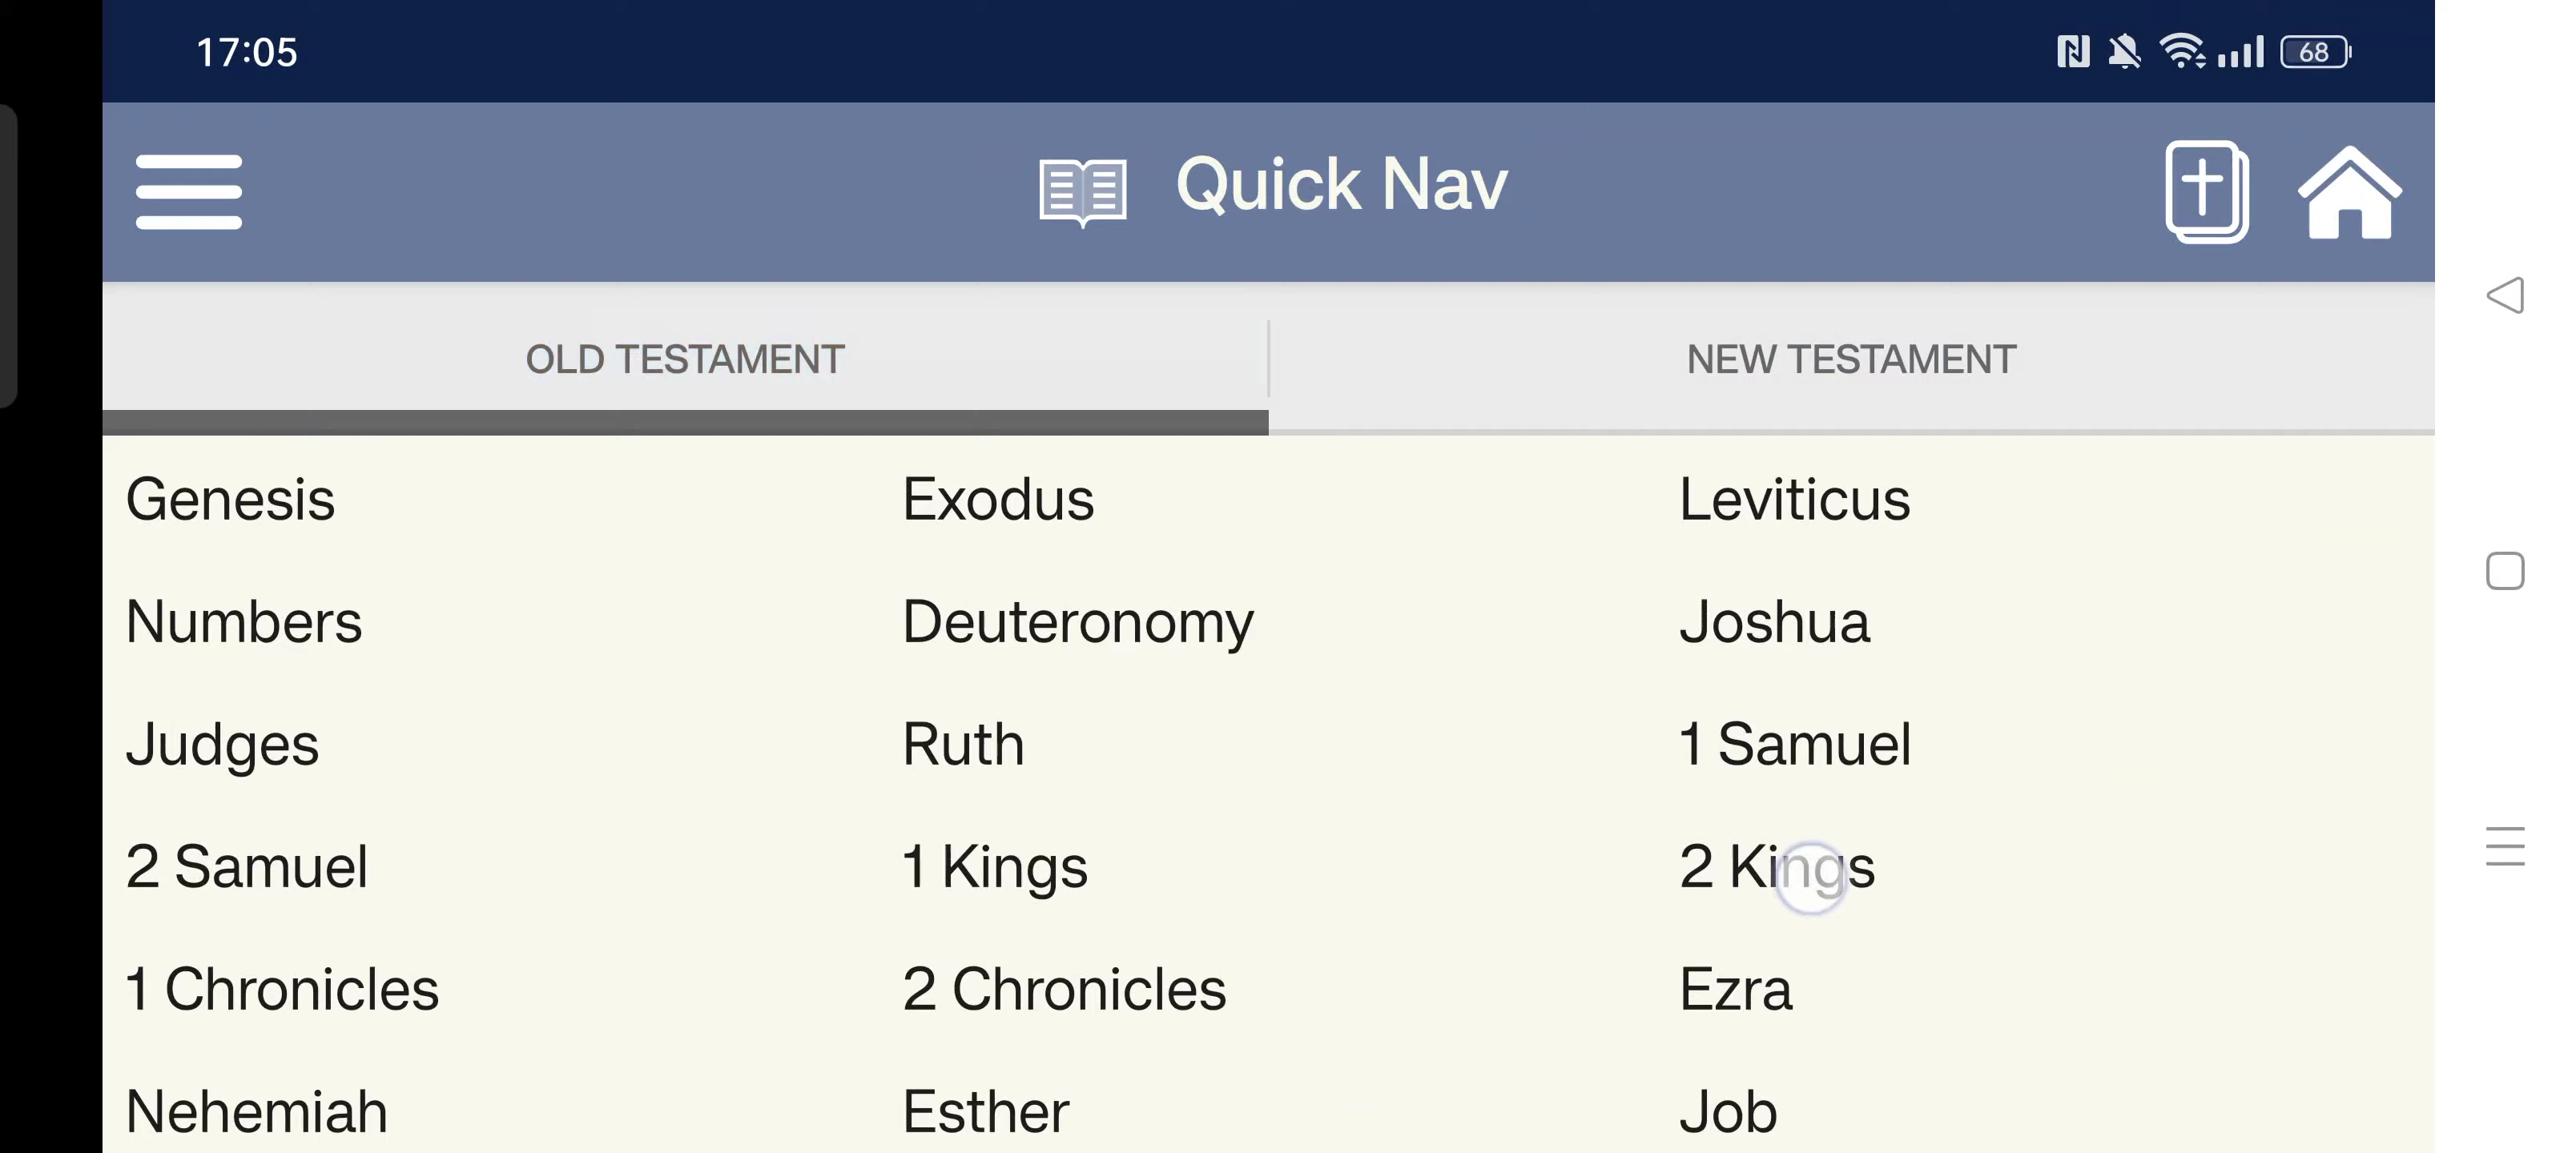 17:05
68
Quick Nav
OLD TESTAMENT NEW TESTAMENT
Genesis Exodus Leviticus
Numbers Deuteronomy Joshua
Judges Ruth 1 Samuel
2 Samuel 1 Kings 2 Kings
1 Chronicles 2 Chronicles Ezra
Nehemiah Esther Job